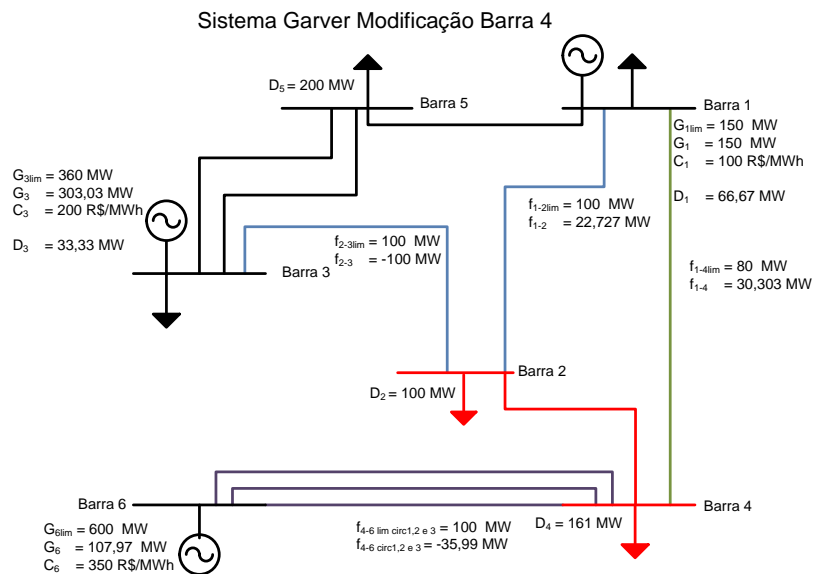 Sistema Garver Modificação Barra 4
D5 = 200 MW
Barra 5
Barra 1
G1lim = 150 MW
G1 = 150 MW
C1 = 100 R$/MWh
D1 = 66,67 MW
G3lim = 360 MW
G3 = 303,03 MW
C3 = 200 R$/MWh
D3 = 33,33 MW
f1-2lim = 100 MW
f1-2 = 22,727 MW
f2-3lim = 100 MW
f2-3 = -100 MW
Barra 3
f1-4lim = 80 MW
f1-4 = 30,303 MW
Barra 2
D2 = 100 MW
Barra 6
Barra 4
G6lim = 600 MW
G6 = 107,97 MW
C6 = 350 R$/MWh
f4-6 lim circ1,2 e 3 = 100 MW
f4-6 circ1,2 e 3 = -35,99 MW
D4 = 161 MW